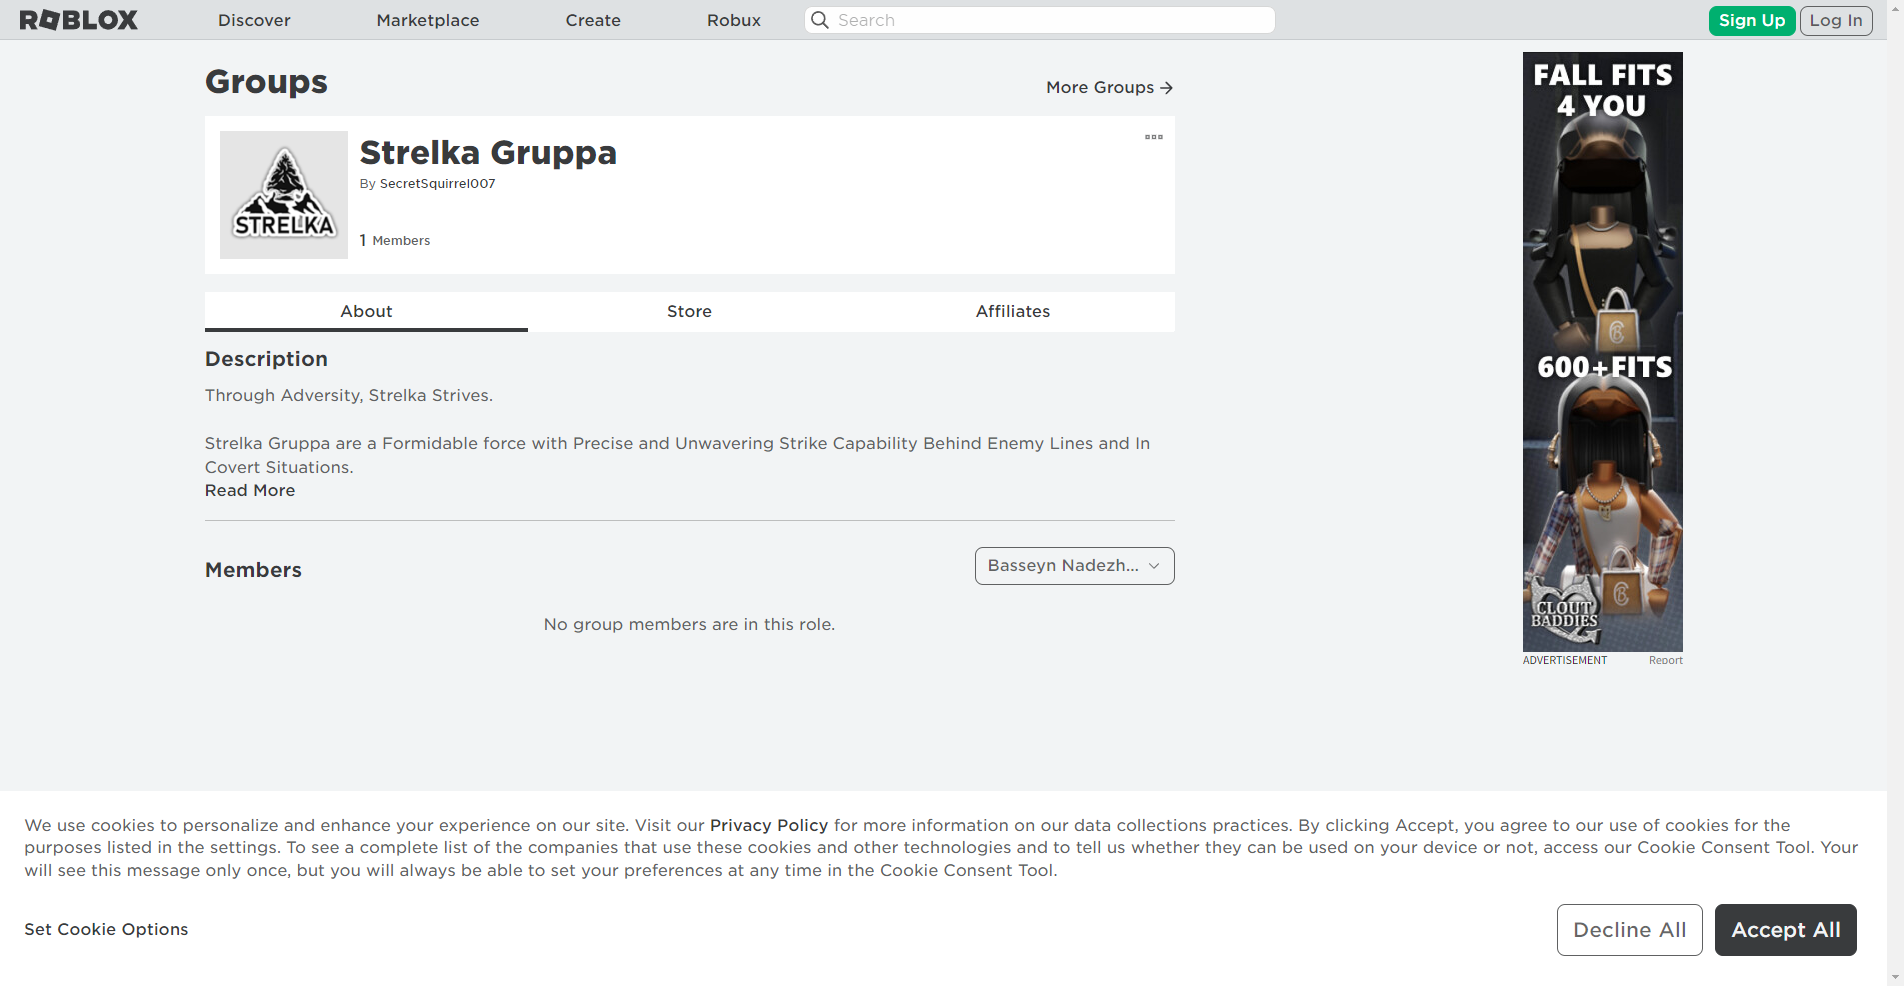 ROBLOX
Discover
Marketplace
Create
Robux
Search
Sign Up
Log In
Groups
More Groups
STRELKA
Strelka Gruppa
By SecretSquirrel007
1 Members
About
Store
Affiliates
Description
Through Adversity, Strelka Strives.
Strelka Gruppa are a Formidable force with Precise and Unwavering Strike Capability Behind Enemy Lines and In
Covert Situations.
Read More
Members
Basseyn Nadezh...
No group members are in this role.
FALL FITS
4 YOU
600+FITS
CLOUT
BADDIES
ADVERTISEMENT
Report
We use cookies to personalize and enhance your experience on our site. Visit our Privacy Policy for more information on our data collections practices. By clicking Accept, you agree to our use of cookies for the
purposes listed in the settings. To see a complete list of the companies that use these cookies and other technologies and to tell us whether they can be used on your device or not, access our Cookie Consent Tool. Your
will see this message only once, but you will always be able to set your preferences at any time in the Cookie Consent Tool.
Set Cookie Options
Decline All
Accept All